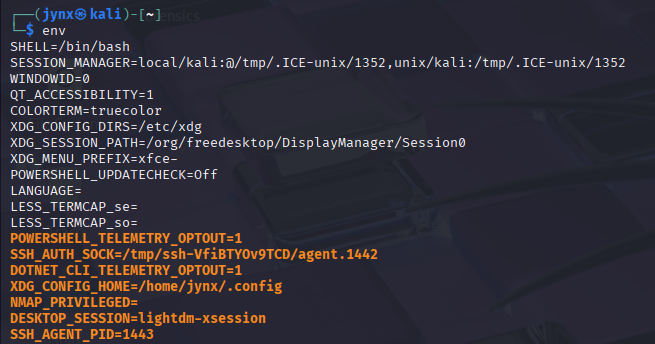 ┌──(jynx㉿kali)-[~]
└─$ env
SHELL=/bin/bash
SESSION_MANAGER=local/kali:@/tmp/.ICE-unix/1352,unix/kali:/tmp/.ICE-unix/1352
WINDOWID=0
QT_ACCESSIBILITY=1
COLORTERM=truecolor
XDG_CONFIG_DIRS=/etc/xdg
XDG_SESSION_PATH=/org/freedesktop/DisplayManager/Session0
XDG_MENU_PREFIX=xfce-
POWERSHELL_UPDATECHECK=Off
LANGUAGE=
LESS_TERMCAP_se=
LESS_TERMCAP_so=
POWERSHELL_TELEMETRY_OPTOUT=1
SSH_AUTH_SOCK=/tmp/ssh-VfiBTYOv9TCD/agent.1442
DOTNET_CLI_TELEMETRY_OPTOUT=1
XDG_CONFIG_HOME=/home/jynx/.config
NMAP_PRIVILEGED=
DESKTOP_SESSION=lightdm-xsession
SSH_AGENT_PID=1443